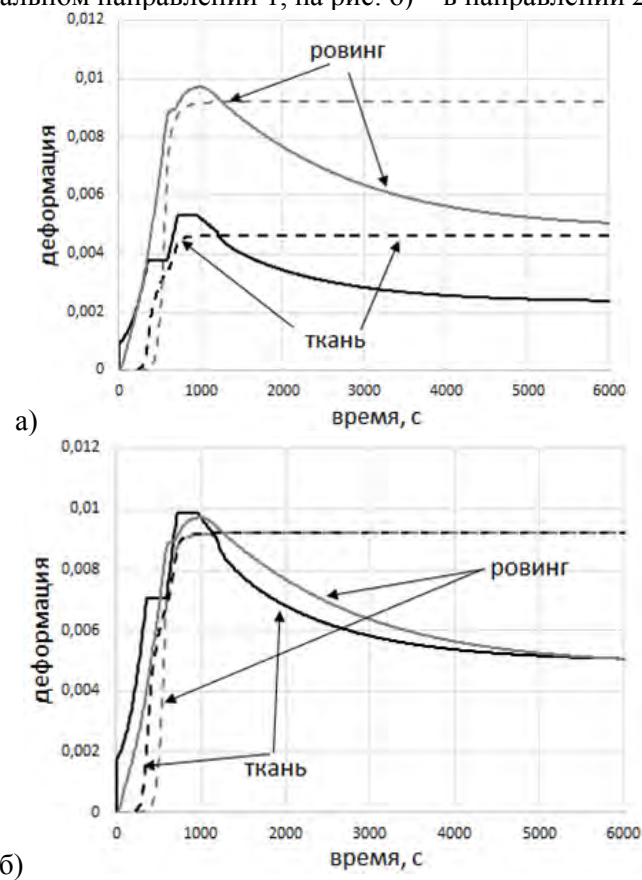 альном направлении 1, на рис. б) – в направлении 2
0,012
0,01
0,008
0,006
0,004
0,002
0
деформация
ровинг
ткань
0 1000 2000 3000 4000 5000 6000
время, с
а)
0,012
0,01
0,008
0,006
0,004
0,002
0
деформация
ровинг
ткань
0 1000 2000 3000 4000 5000 6000
время, с
б)